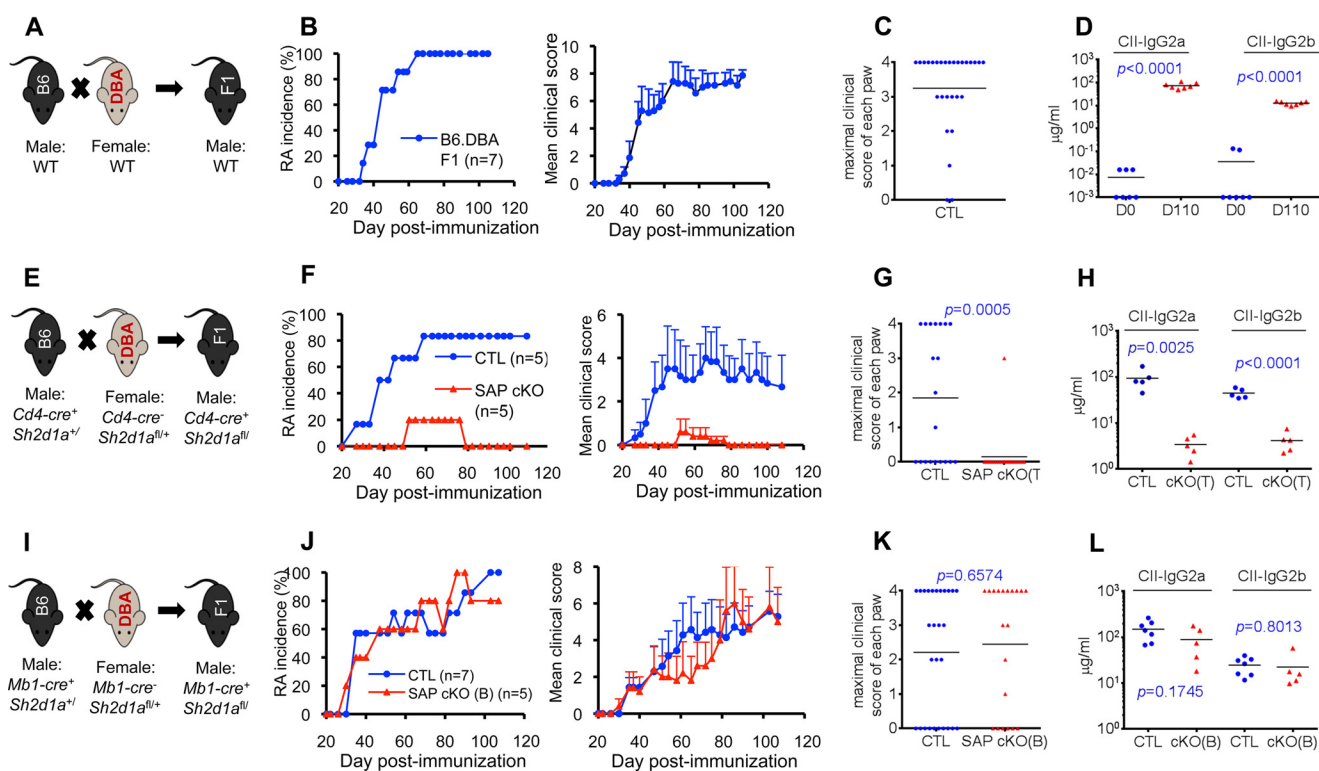 A
B6
DBA
F1
Male:
WT
Female:
WT
Male:
WT
B
RA incidence (%)
100
80
60
40
20
0
B6.DBA
F1 (n=7)
20 40 60 80 100 120
Day post-immunization
Mean clinical score
10
8
6
4
2
0
20 40 60 80 100 120
Day post-immunization
C
maximal clinical
score of each paw
4
3
2
1
0
CTL
D
CII-IgG2a
CII-IgG2b
p<0.0001
p<0.0001
µg/ml
10³
10²
10¹
10⁰
10⁻¹
10⁻²
10⁻³
D0 D110 D0 D110
E
B6
DBA
F1
Male:
Cd4-cre⁺
Sh2d1a⁺ᐟ
Female:
Cd4-cre⁻
Sh2d1aᶠˡᐟ⁺
Male:
Cd4-cre⁺
Sh2d1aᶠˡᐟ
F
RA incidence (%)
100
80
60
40
20
0
CTL (n=5)
SAP cKO
(n=5)
20 40 60 80 100 120
Day post-immunization
Mean clinical score
6
4
2
0
20 40 60 80 100 120
Day post-immunization
G
p=0.0005
maximal clinical
score of each paw
4
3
2
1
0
CTL SAP cKO(T
H
CII-IgG2a
CII-IgG2b
p=0.0025
p<0.0001
µg/ml
10³
10²
10¹
10⁰
CTL cKO(T) CTL cKO(T)
I
B6
DBA
F1
Male:
Mb1-cre⁺
Sh2d1a⁺ᐟ
Female:
Mb1-cre⁻
Sh2d1aᶠˡᐟ⁺
Male:
Mb1-cre⁺
Sh2d1aᶠˡᐟ
J
RA incidence (%)
100
80
60
40
20
0
CTL (n=7)
SAP cKO (B) (n=5)
20 40 60 80 100 120
Day post-immunization
Mean clinical score
8
6
4
2
0
20 40 60 80 100 120
Day post-immunization
K
p=0.6574
maximal clinical
score of each paw
4
3
2
1
0
CTL SAP cKO(B)
L
CII-IgG2a
CII-IgG2b
p=0.8013
p=0.1745
µg/ml
10³
10²
10¹
10⁰
CTL cKO(B) CTL cKO(B)